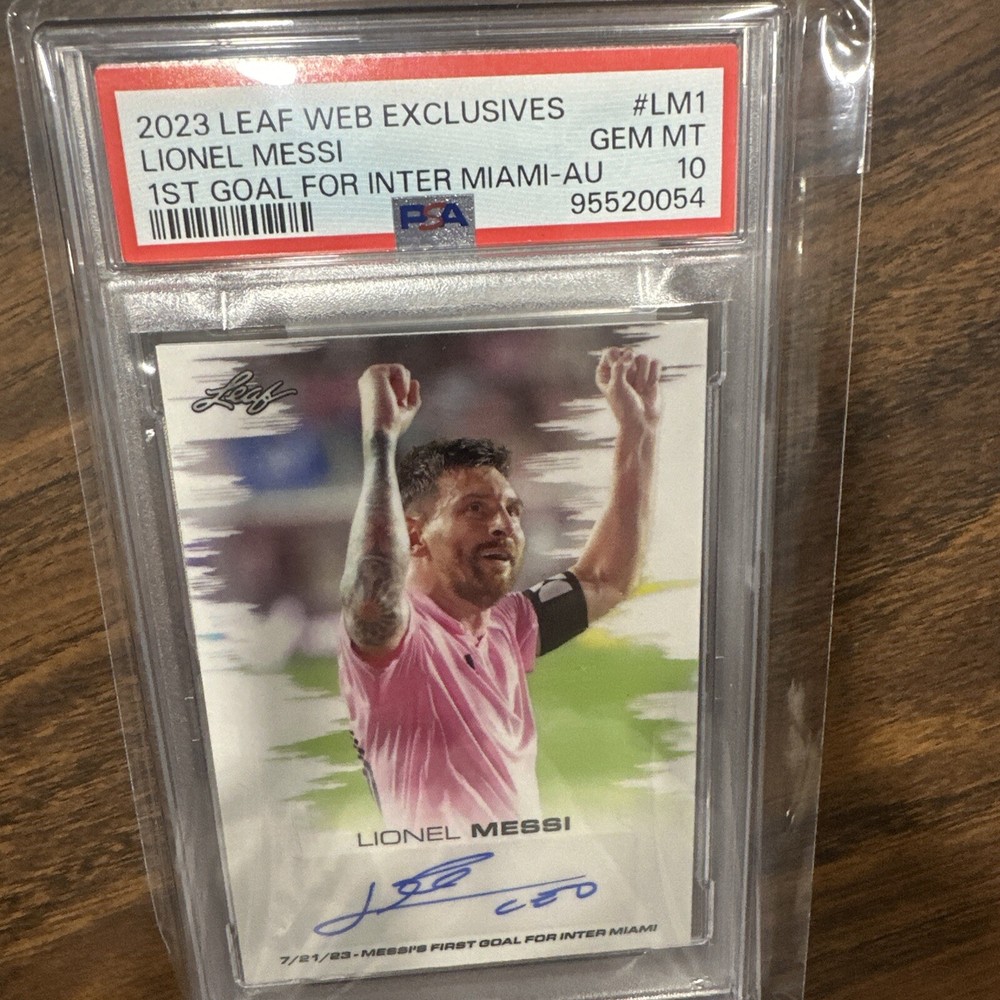 2023 LEAF WEB EXCLUSIVES #LM1
LIONEL MESSI GEM MT
1ST GOAL FOR INTER MIAMI-AU 10
PSA 95520054
Leaf
LIONEL MESSI
CEO
7/21/23 - MESSI'S FIRST GOAL FOR INTER MIAMI